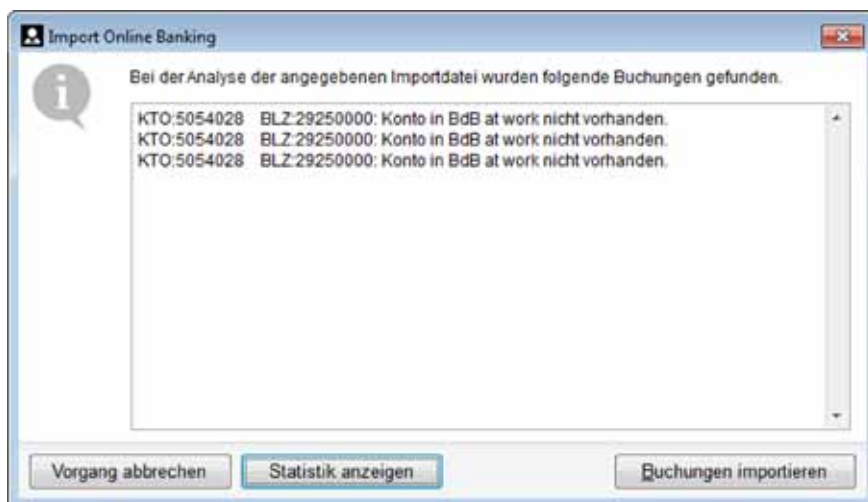 Import Online Banking
Bei der Analyse der angegebenen Importdatei wurden folgende Buchungen gefunden.
KTO:5054028 BLZ:29250000: Konto in BdB at work nicht vorhanden.
KTO:5054028 BLZ:29250000: Konto in BdB at work nicht vorhanden.
KTO:5054028 BLZ:29250000: Konto in BdB at work nicht vorhanden.
Vorgang abbrechen Statistik anzeigen Buchungen importieren